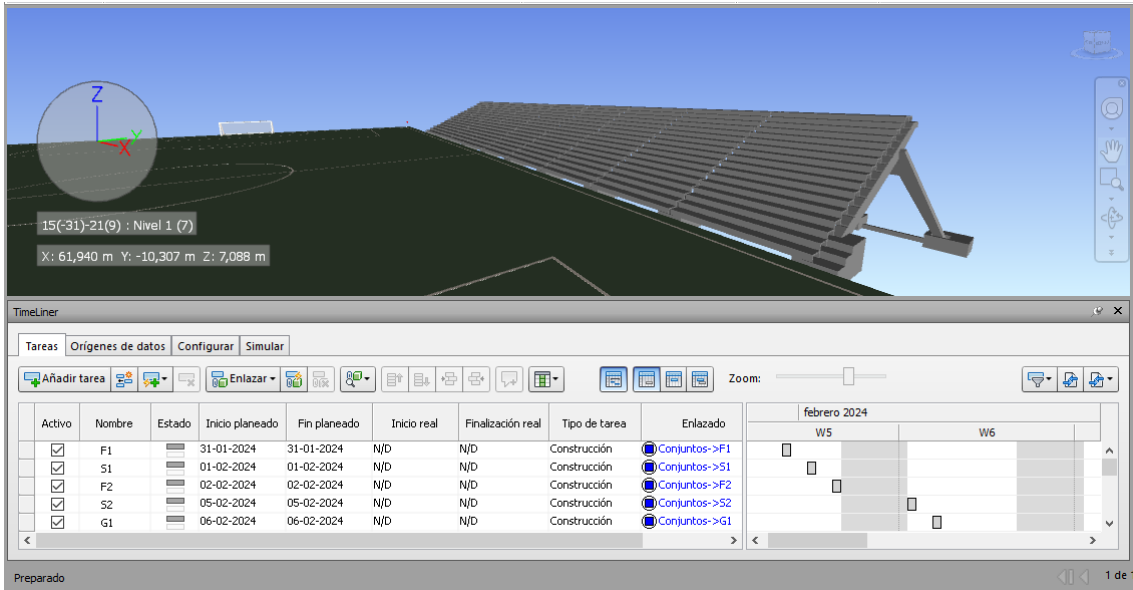 Z
Y
X
15(-31)-21(9) : Nivel 1 (7)
X: 61,940 m Y: -10,307 m Z: 7,088 m
TimeLiner
Tareas Orígenes de datos Configurar Simular
Añadir tarea Enlazar Zoom:
Activo Nombre Estado Inicio planeado Fin planeado Inicio real Finalización real Tipo de tarea Enlazado febrero 2024
W5 W6
F1 31-01-2024 31-01-2024 N/D N/D Construcción Conjuntos->F1
S1 01-02-2024 01-02-2024 N/D N/D Construcción Conjuntos->S1
F2 02-02-2024 02-02-2024 N/D N/D Construcción Conjuntos->F2
S2 05-02-2024 05-02-2024 N/D N/D Construcción Conjuntos->S2
G1 06-02-2024 06-02-2024 N/D N/D Construcción Conjuntos->G1
Preparado 1 de